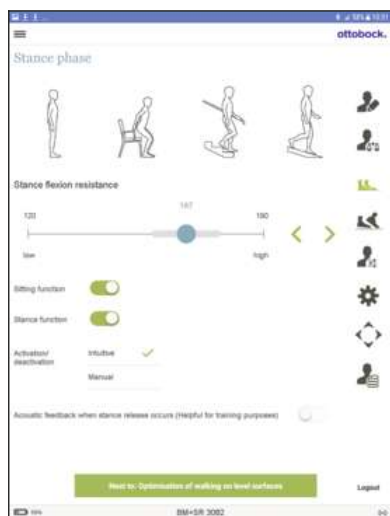 ottobock.
Stance phase
Stance flexion resistance
120
180
low
high
Sitting function
Stance function
Activation/
deactivation
Intuitive
Manual
Acoustic feedback when stance release occurs (Helpful for training purposes)
Next to: Optimisation of walking on level surfaces
Logout